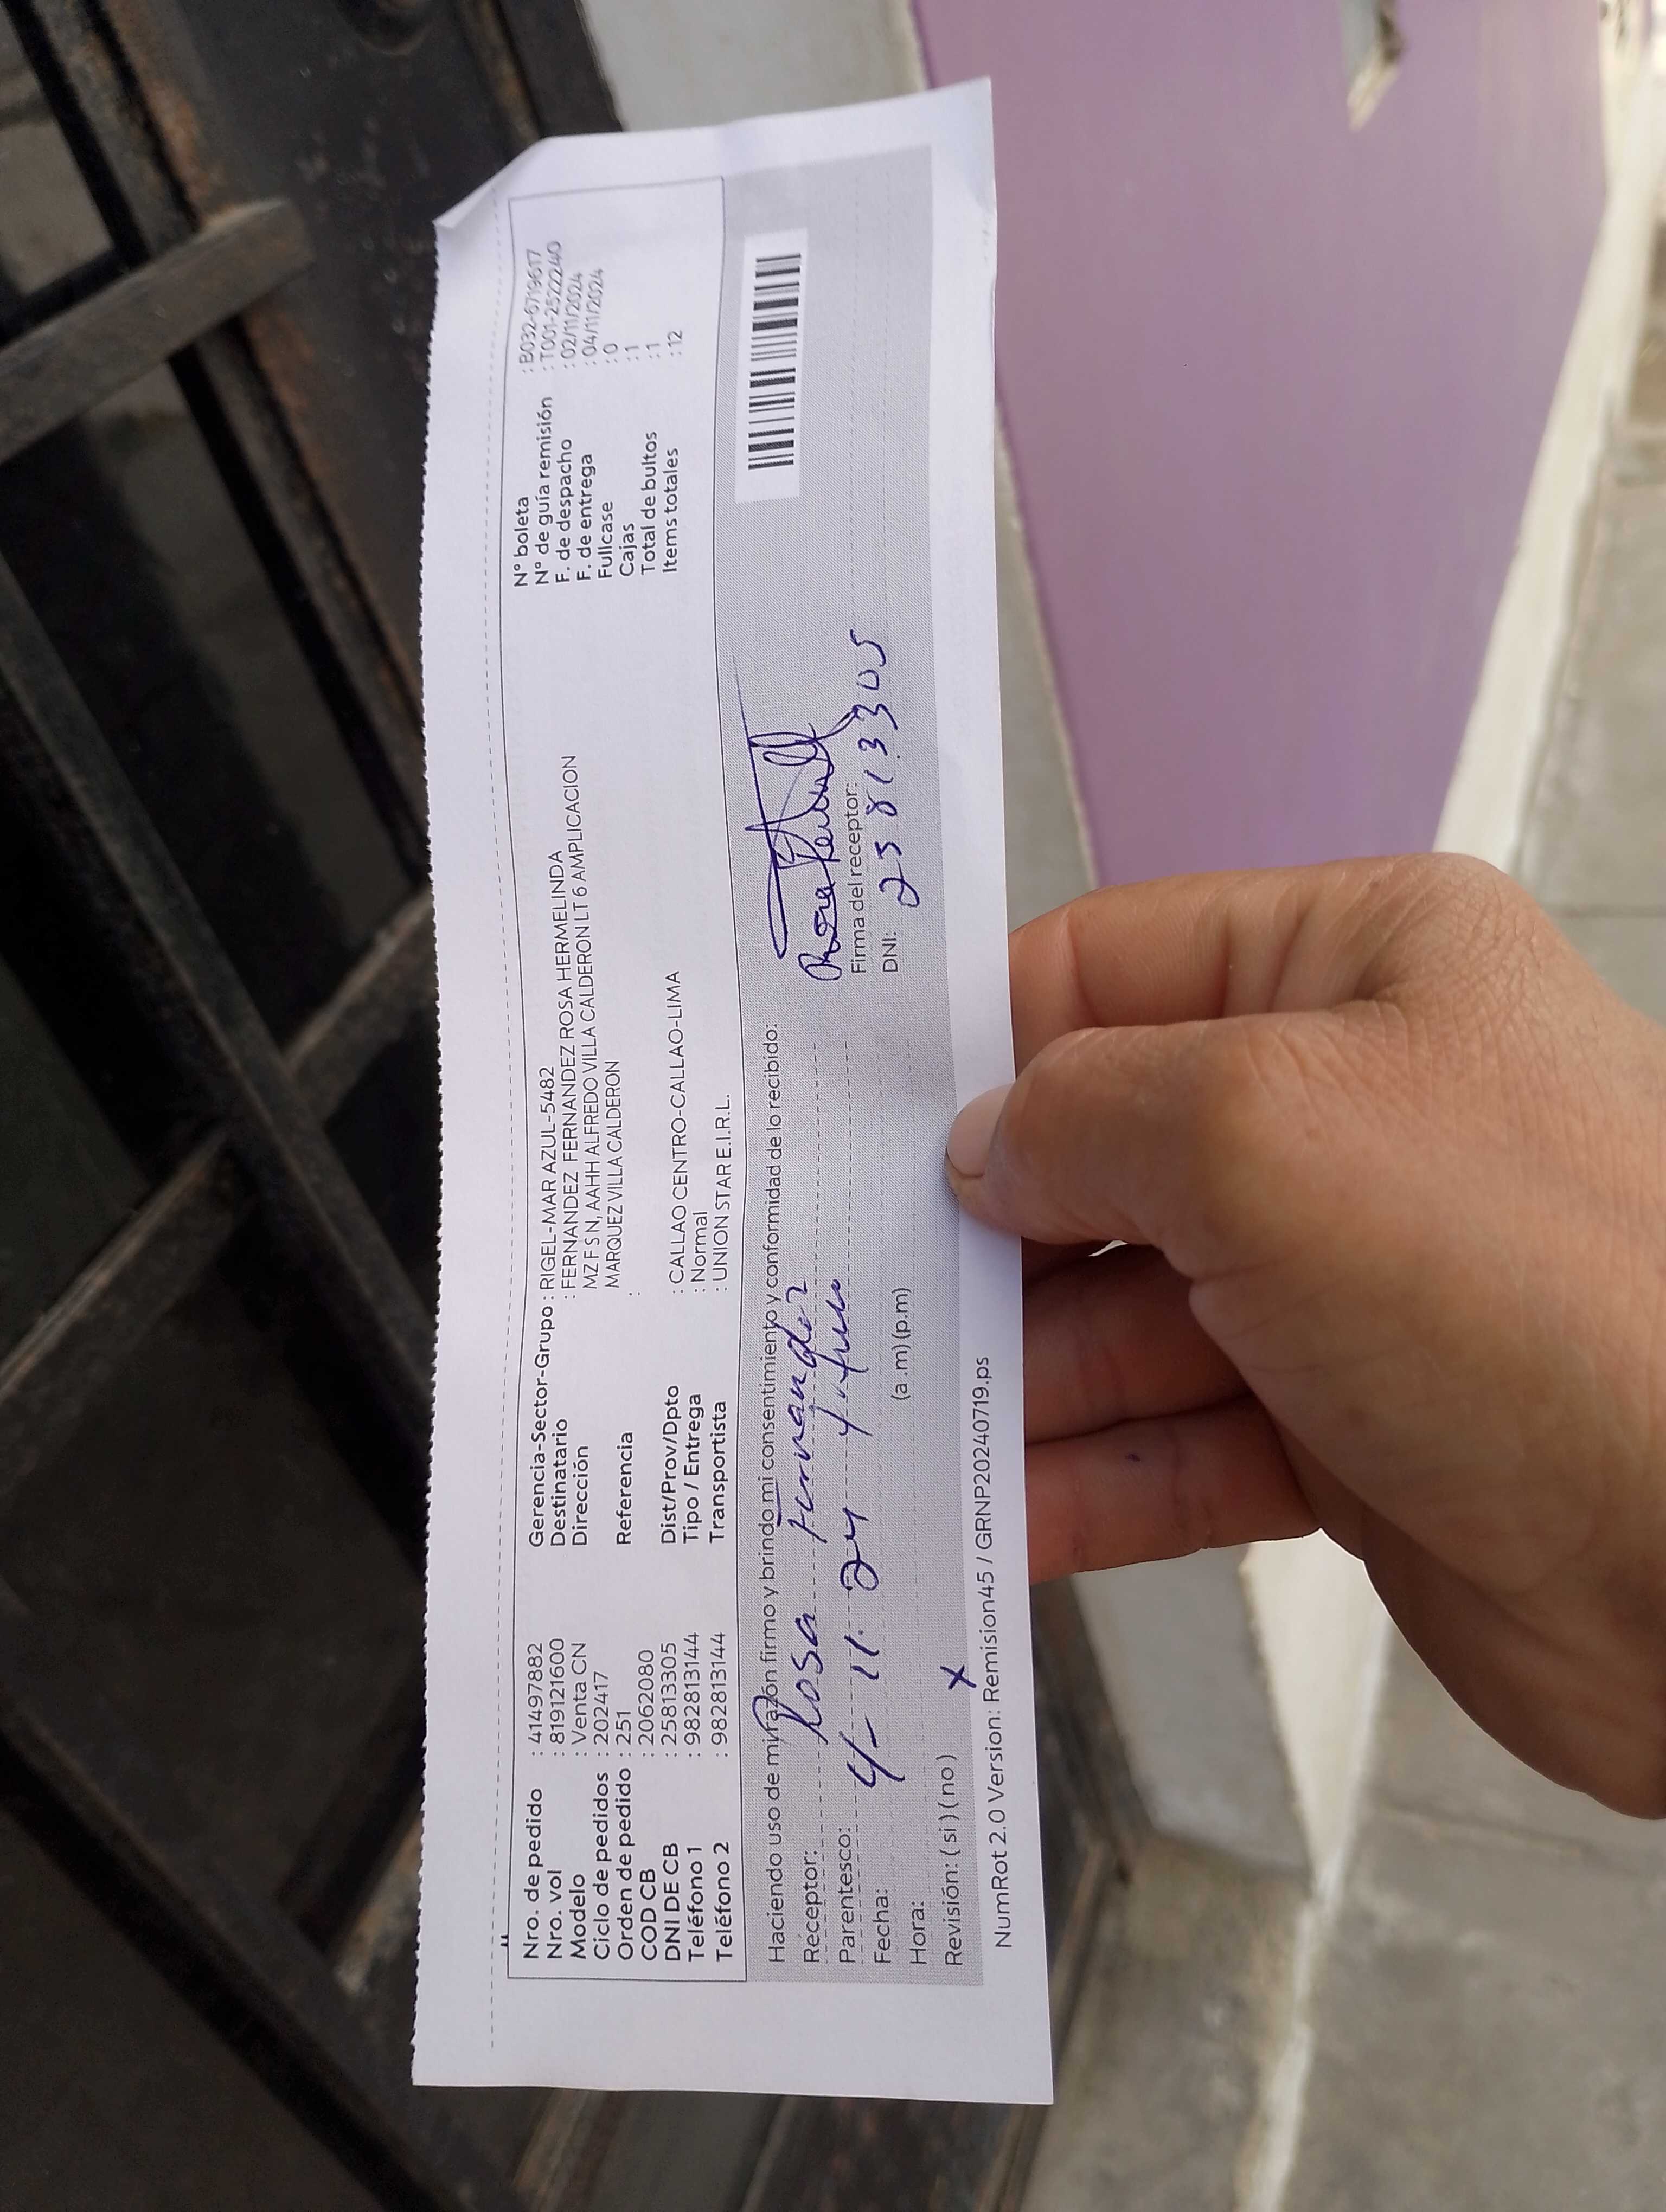 Nro. de pedido : 41497882
Nro. vol : 819121600
Modelo : Venta CN
Ciclo de pedidos : 202417
Orden de pedido : 251
COD CB : 2062080
DNI DE CB : 25813305
Teléfono 1 : 982813144
Teléfono 2 : 982813144
Gerencia-Sector-Grupo : RIGEL-MAR AZUL-5482
Destinatario : FERNANDEZ FERNANDEZ ROSA HERMELINDA
Dirección MZ F S N, AAHH ALFREDO VILLA CALDERON LT 6 AMPLICACION
MARQUEZ VILLA CALDERON
Referencia :
Dist/Prov/Dpto : CALLAO CENTRO-CALLAO-LIMA
Tipo / Entrega : Normal
Transportista : UNION STAR E.I.R.L.
N° boleta : B032-6719617
N° de guía remisión : T001-2522240
F. de despacho : 02/11/2024
F. de entrega : 04/11/2024
Fullcase : 0
Cajas : 1
Total de bultos : 1
Items totales : 12
Haciendo uso de mi razón firmo y brindo mi consentimiento y conformidad de lo recibido:
Receptor: Rosa Fernandez
Parentesco:
Fecha: 4- 11. 24
Hora: (a.m) (p.m)
Revisión: ( si ) ( no ) X
Firma del receptor:
DNI: 25813305
NumRot 2.0 Version: Remision45 / GRNP20240719.ps